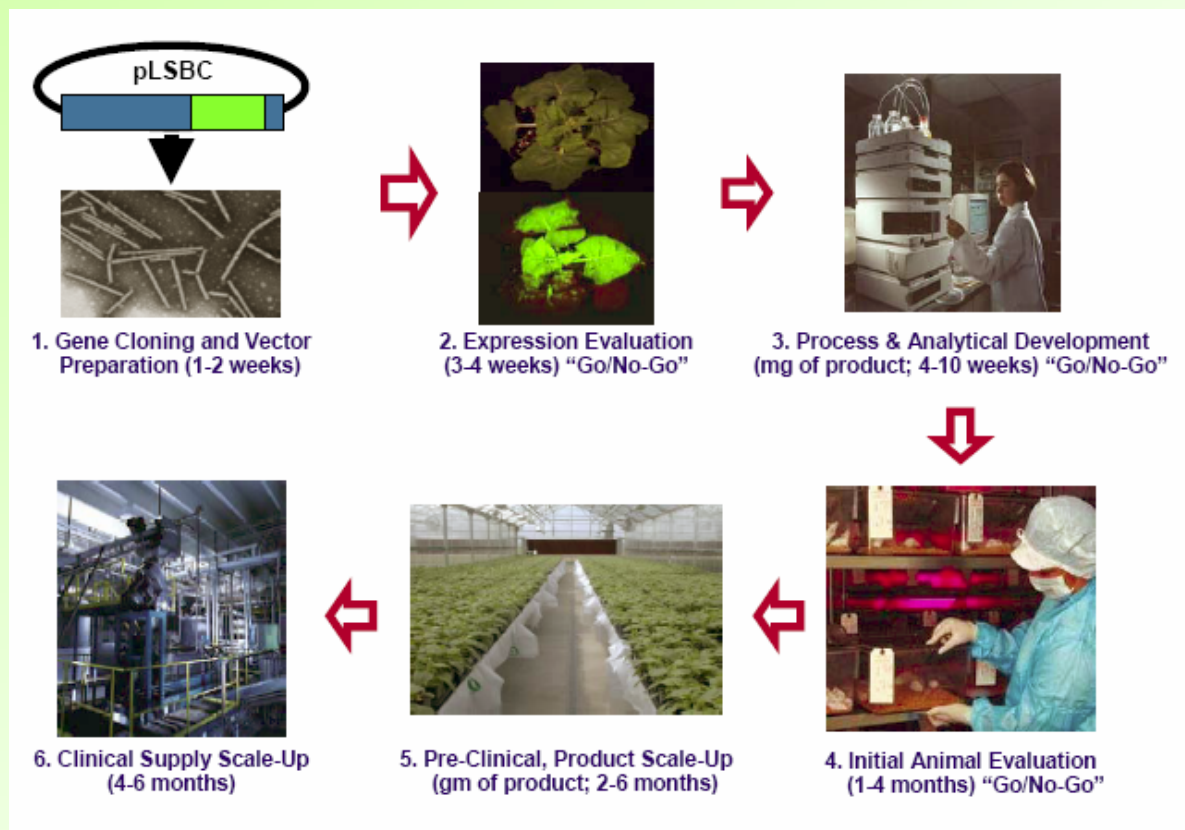 pLSBC
1. Gene Cloning and Vector
Preparation (1-2 weeks)
2. Expression Evaluation
(3-4 weeks) “Go/No-Go”
3. Process & Analytical Development
(mg of product; 4-10 weeks) “Go/No-Go”
4. Initial Animal Evaluation
(1-4 months) “Go/No-Go”
5. Pre-Clinical, Product Scale-Up
(gm of product; 2-6 months)
6. Clinical Supply Scale-Up
(4-6 months)